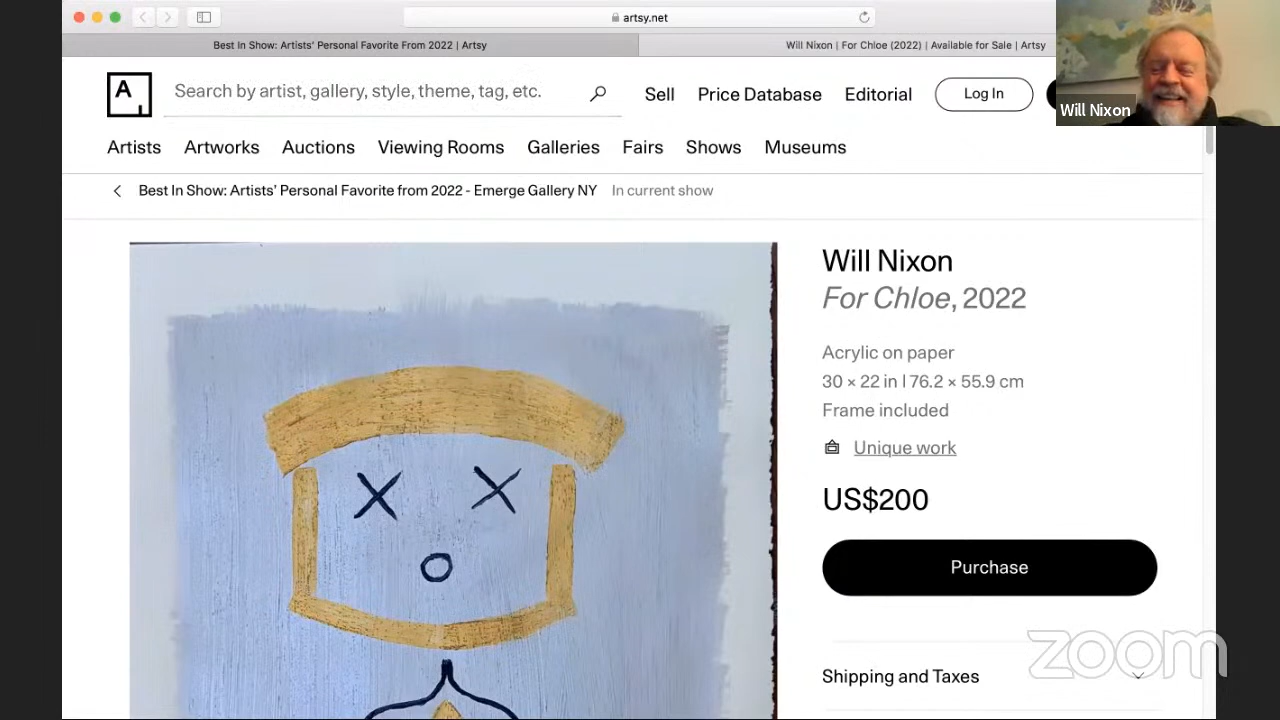 artsy.net
Best In Show: Artists' Personal Favorite From 2022 | Artsy
Will Nixon | For Chloe (2022) | Available for Sale | Artsy
A
Search by artist, gallery, style, theme, tag, etc.
Sell
Price Database
Editorial
Log In
Will Nixon
Artists
Artworks
Auctions
Viewing Rooms
Galleries
Fairs
Shows
Museums
Best In Show: Artists' Personal Favorite from 2022 - Emerge Gallery NY
In current show
Will Nixon
For Chloe, 2022
Acrylic on paper
30 × 22 in | 76.2 × 55.9 cm
Frame included
Unique work
US$200
Purchase
Shipping and Taxes
zoom